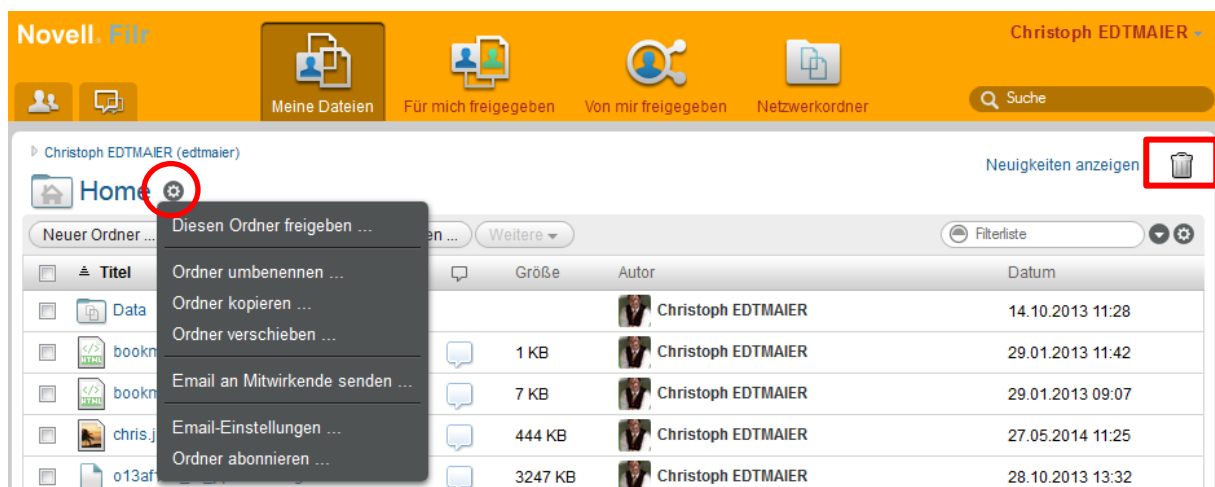 Novell. Filr
Christoph EDTMAIER
Meine Dateien
Für mich freigegeben
Von mir freigegeben
Netzwerkordner
Suche
Christoph EDTMAIER (edtmaier)
Neuigkeiten anzeigen
Home
Neuer Ordner ...
en ...
Weitere
Filterliste
Diesen Ordner freigeben ...
Ordner umbenennen ...
Ordner kopieren ...
Ordner verschieben ...
Email an Mitwirkende senden ...
Email-Einstellungen ...
Ordner abonnieren ...
Titel Größe Autor Datum
Data Christoph EDTMAIER 14.10.2013 11:28
HTML bookm 1 KB Christoph EDTMAIER 29.01.2013 11:42
HTML bookm 7 KB Christoph EDTMAIER 29.01.2013 09:07
chris.j 444 KB Christoph EDTMAIER 27.05.2014 11:25
o13af 3247 KB Christoph EDTMAIER 28.10.2013 13:32